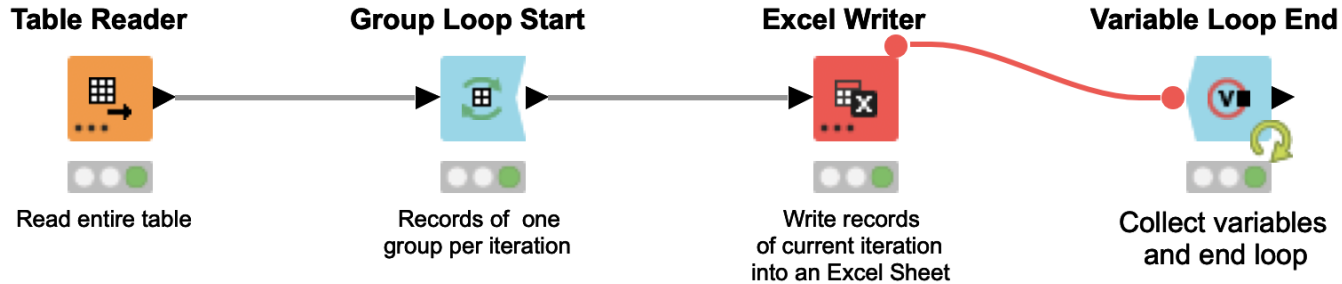 Table Reader
Group Loop Start
Excel Writer
Variable Loop End
X
V
Read entire table
Records of one
group per iteration
Write records
of current iteration
into an Excel Sheet
Collect variables
and end loop